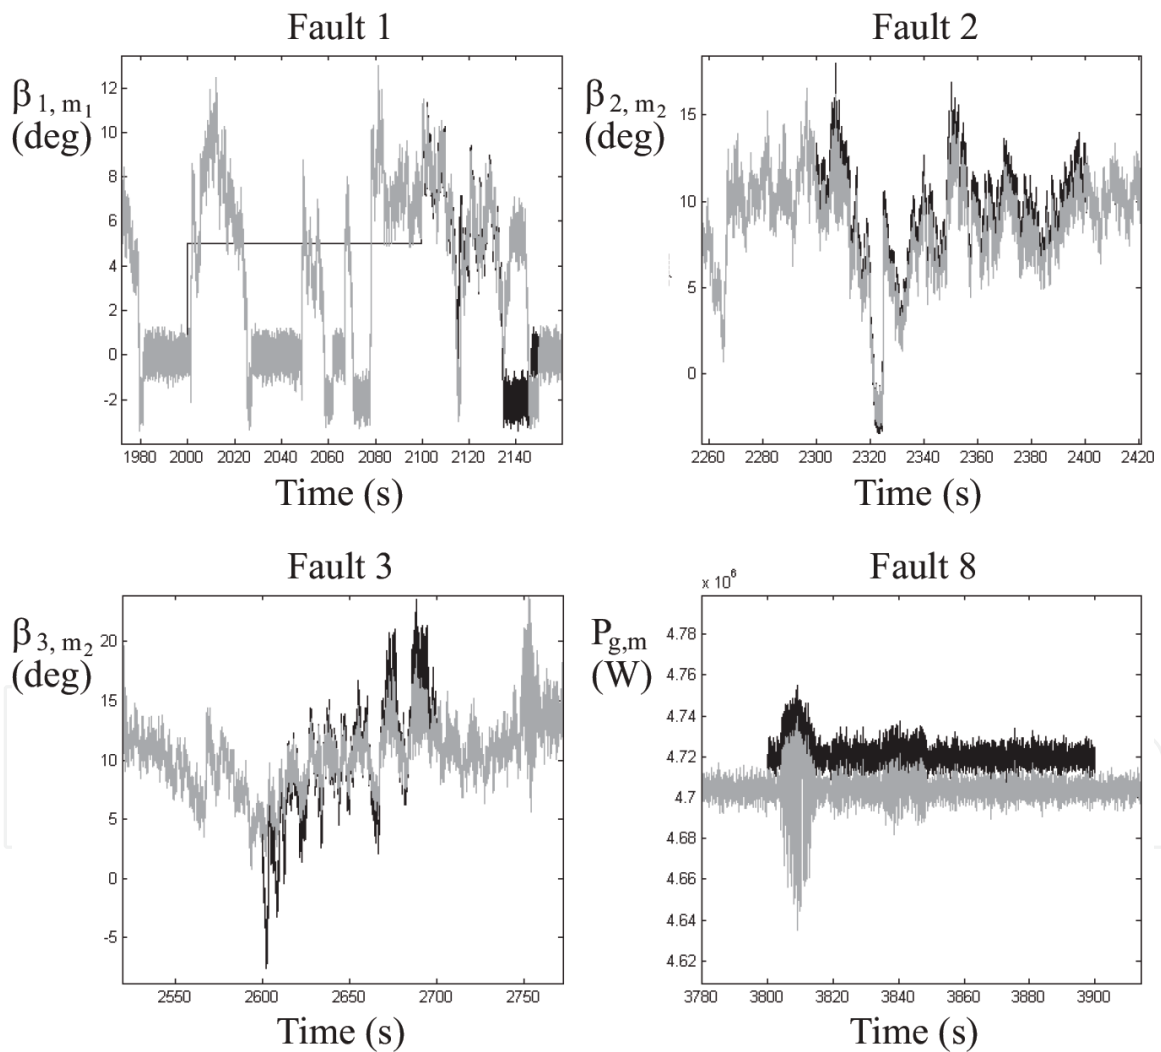 Fault 1
β1, m1
(deg)
12
10
8
6
4
2
0
-2
1980 2000 2020 2040 2060 2080 2100 2120 2140
Time (s)
Fault 2
β2, m2
(deg)
15
10
5
0
2260 2280 2300 2320 2340 2360 2380 2400 2420
Time (s)
Fault 3
β3, m2
(deg)
20
15
10
5
0
-5
2550 2600 2650 2700 2750
Time (s)
Fault 8
x 10^6
Pg,m
(W)
4.78
4.76
4.74
4.72
4.7
4.68
4.66
4.64
4.62
3780 3800 3820 3840 3860 3880 3900
Time (s)